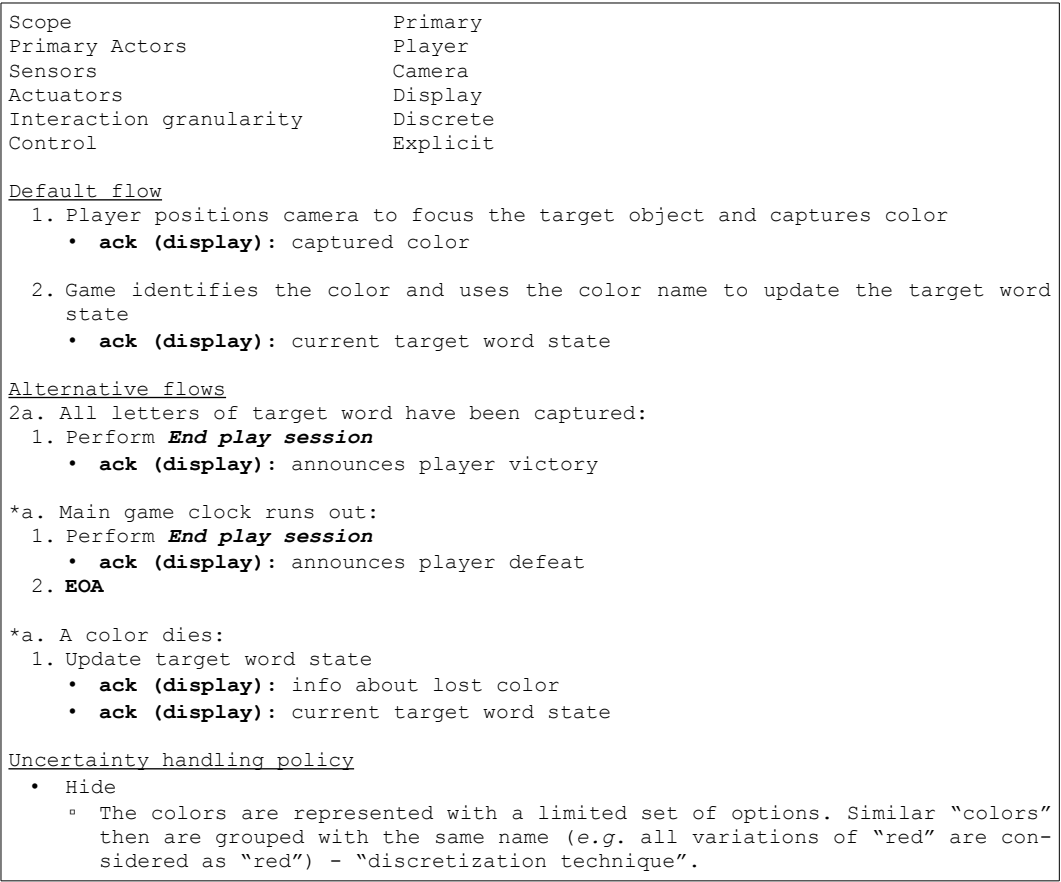 Scope Primary
Primary Actors Player
Sensors Camera
Actuators Display
Interaction granularity Discrete
Control Explicit
Default flow
1. Player positions camera to focus the target object and captures color
• ack (display): captured color
2. Game identifies the color and uses the color name to update the target word
state
• ack (display): current target word state
Alternative flows
2a. All letters of target word have been captured:
1. Perform End play session
• ack (display): announces player victory
*a. Main game clock runs out:
1. Perform End play session
• ack (display): announces player defeat
2. EOA
*a. A color dies:
1. Update target word state
• ack (display): info about lost color
• ack (display): current target word state
Uncertainty handling policy
• Hide
▫ The colors are represented with a limited set of options. Similar “colors”
then are grouped with the same name (e.g. all variations of “red” are con-
sidered as “red”) - “discretization technique”.